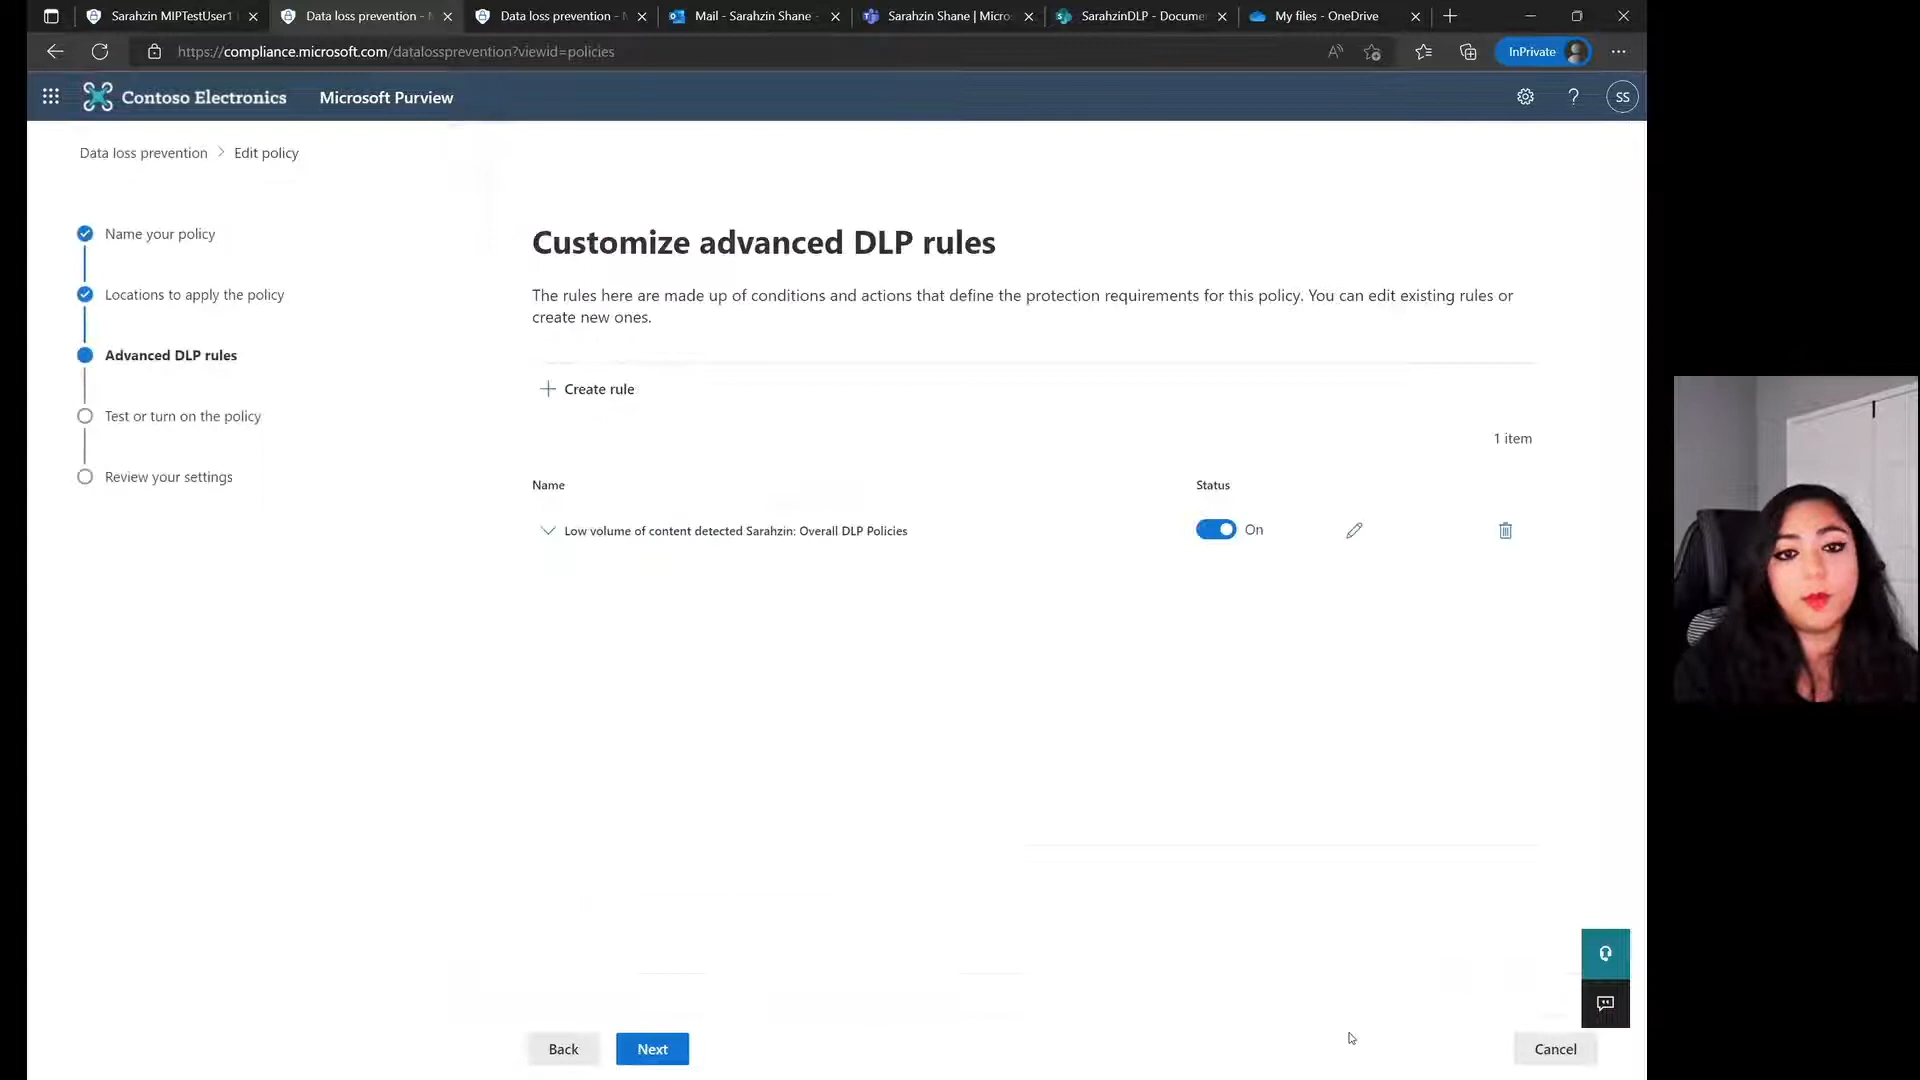 Sarahzin MIPTestUser1
Data loss prevention -
Data loss prevention -
Mail - Sarahzin Shane -
Sarahzin Shane | Micro
SarahzinDLP - Docume
My files - OneDrive
https://compliance.microsoft.com/datalossprevention?viewid=policies
InPrivate
Contoso Electronics
Microsoft Purview
?
SS
Data loss prevention > Edit policy
Name your policy
Locations to apply the policy
Advanced DLP rules
Test or turn on the policy
Review your settings
Customize advanced DLP rules
The rules here are made up of conditions and actions that define the protection requirements for this policy. You can edit existing rules or
create new ones.
+ Create rule
1 item
Name
Status
Low volume of content detected Sarahzin: Overall DLP Policies
On
Back
Next
Cancel